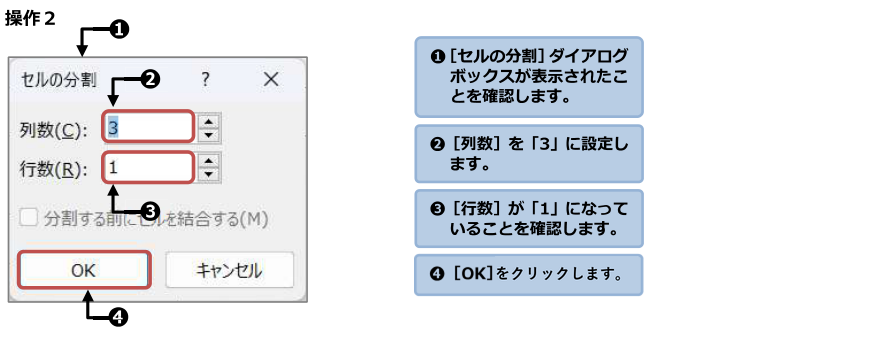 操作２
❶
セルの分割 ? ×
❷
列数(C): 3
行数(R): 1
❸
分割する前にセルを結合する(M)
OK キャンセル
❹
❶［セルの分割］ダイアログ
ボックスが表示されたこ
とを確認します。
❷［列数］を「3」に設定し
ます。
❸［行数］が「1」になって
いることを確認します。
❹［OK］をクリックします。